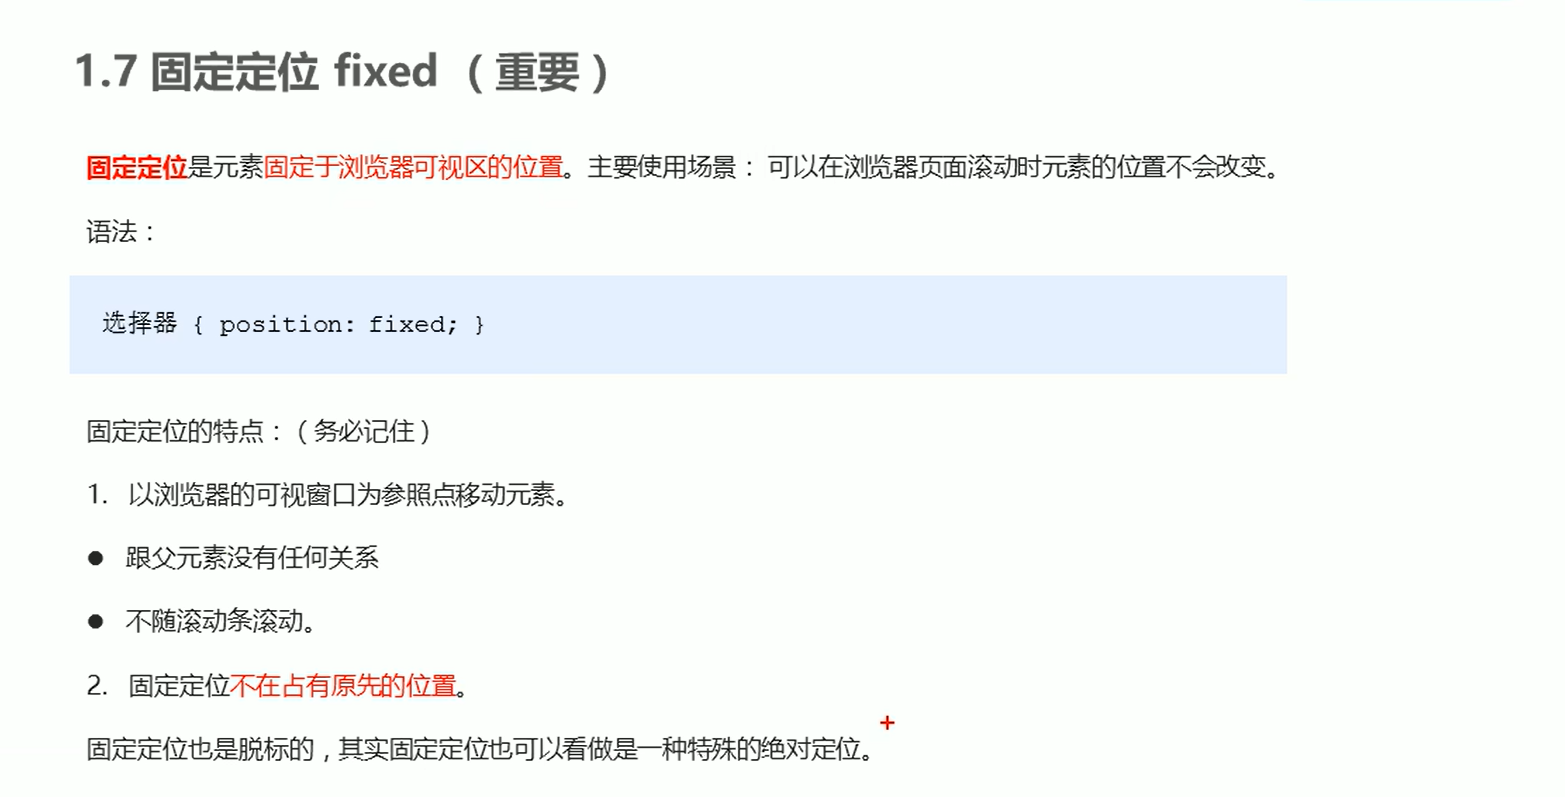 1.7 固定定位 fixed （重要）
固定定位是元素固定于浏览器可视区的位置。主要使用场景： 可以在浏览器页面滚动时元素的位置不会改变。
语法：
选择器 { position: fixed; }
固定定位的特点：（务必记住）
1. 以浏览器的可视窗口为参照点移动元素。
● 跟父元素没有任何关系
● 不随滚动条滚动。
2. 固定定位不在占有原先的位置。
固定定位也是脱标的，其实固定定位也可以看做是一种特殊的绝对定位。